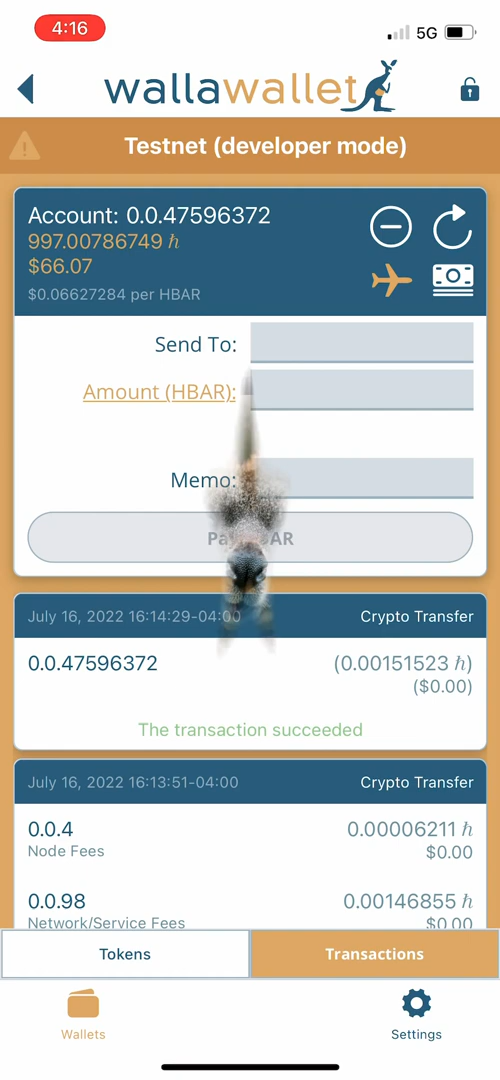 4:16
5G
wallawallet
Testnet (developer mode)
Account: 0.0.47596372
997.00786749 ℏ
$66.07
$0.06627284 per HBAR
Send To:
Amount (HBAR):
Memo:
July 16, 2022 16:14:29-04:00 Crypto Transfer
0.0.47596372 (0.00151523 ℏ)
($0.00)
The transaction succeeded
July 16, 2022 16:13:51-04:00 Crypto Transfer
0.0.4 0.00006211 ℏ
Node Fees $0.00
0.0.98 0.00146855 ℏ
Network/Service Fees $0.00
Tokens Transactions
Wallets Settings